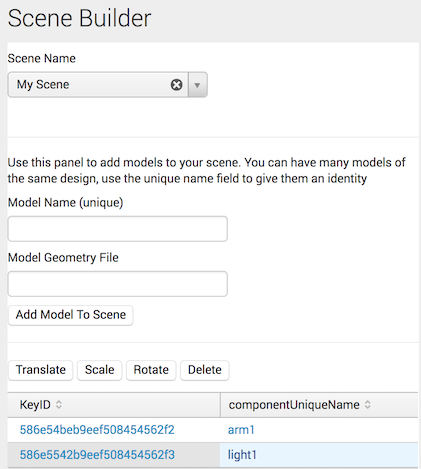 Scene Builder
Scene Name
My Scene
Use this panel to add models to your scene. You can have many models of
the same design, use the unique name field to give them an identity
Model Name (unique)
Model Geometry File
Add Model To Scene
Translate Scale Rotate Delete
KeyID componentUniqueName
586e54beb9eef508454562f2 arm1
586e5542b9eef508454562f3 light1